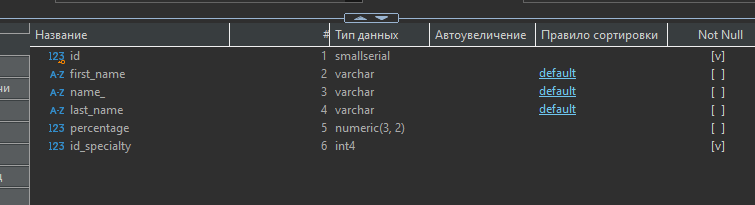 Название # Тип данных Автоувеличение Правило сортировки Not Null
123 id 1 smallserial [v]
A-Z first_name 2 varchar default [ ]
A-Z name_ 3 varchar default [ ]
A-Z last_name 4 varchar default [ ]
123 percentage 5 numeric(3, 2) [ ]
123 id_specialty 6 int4 [v]
чи